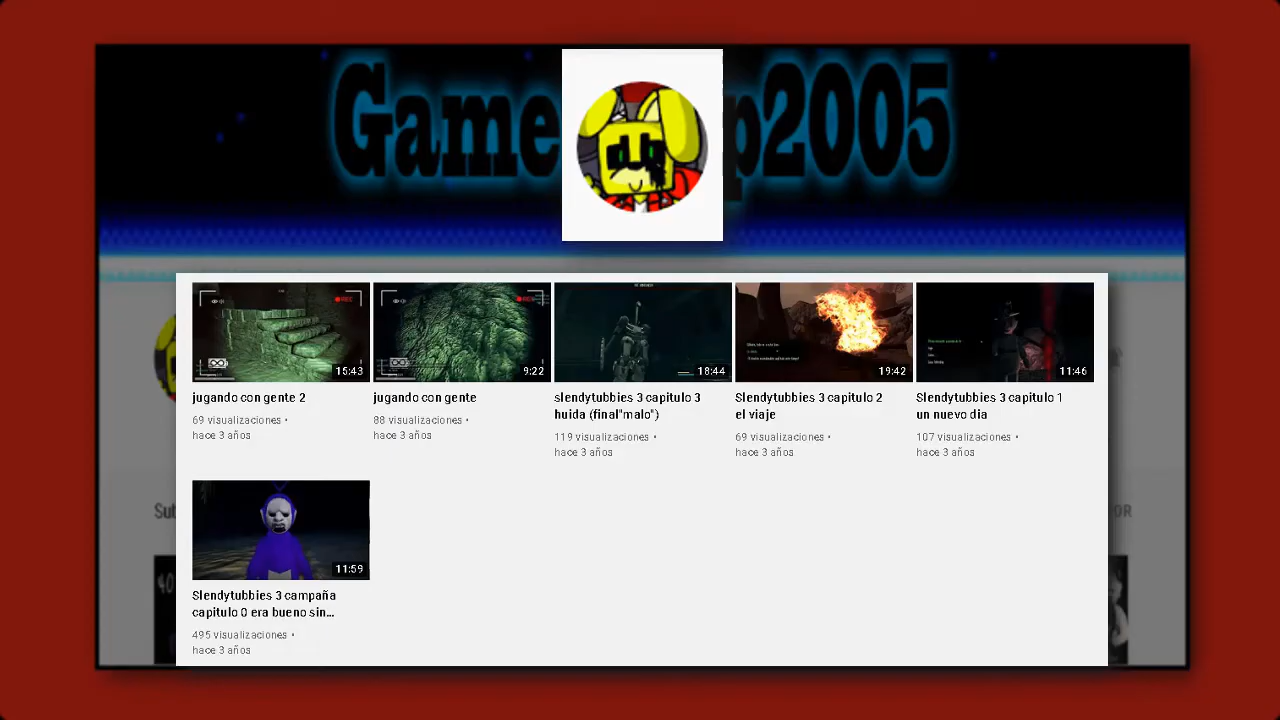 Game p2005
15:43
9:22
18:44
19:42
11:46
jugando con gente 2
69 visualizaciones •
hace 3 años
jugando con gente
88 visualizaciones •
hace 3 años
slendytubbies 3 capitulo 3
huida (final"malo")
119 visualizaciones •
hace 3 años
Slendytubbies 3 capitulo 2
el viaje
69 visualizaciones •
hace 3 años
Slendytubbies 3 capitulo 1
un nuevo dia
107 visualizaciones •
hace 3 años
Sub
OR
11:59
Slendytubbies 3 campaña
capitulo 0 era bueno sin...
495 visualizaciones •
hace 3 años